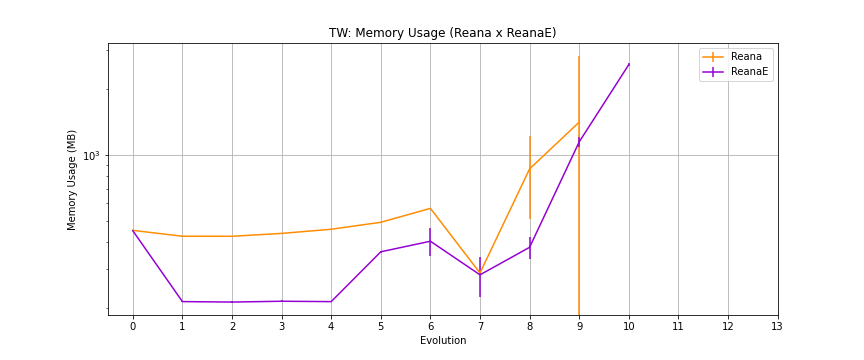 TW: Memory Usage (Reana x ReanaE)
Reana
ReanaE
Memory Usage (MB)
10³
0 1 2 3 4 5 6 7 8 9 10 11 12 13
Evolution